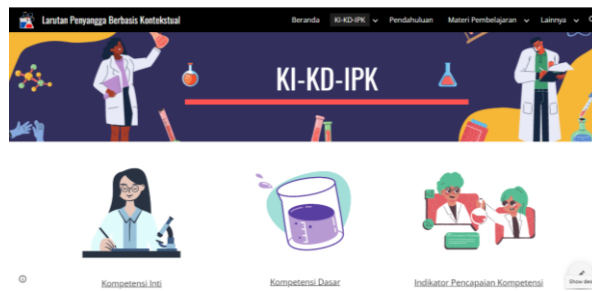 Larutan Penyangga Berbasis Kontekstual
Beranda KI-KD-IPK Pendahuluan Materi Pembelajaran Lainnya
KI-KD-IPK
Kompetensi Inti
Kompetensi Dasar
Indikator Pencapaian Kompetensi
Show